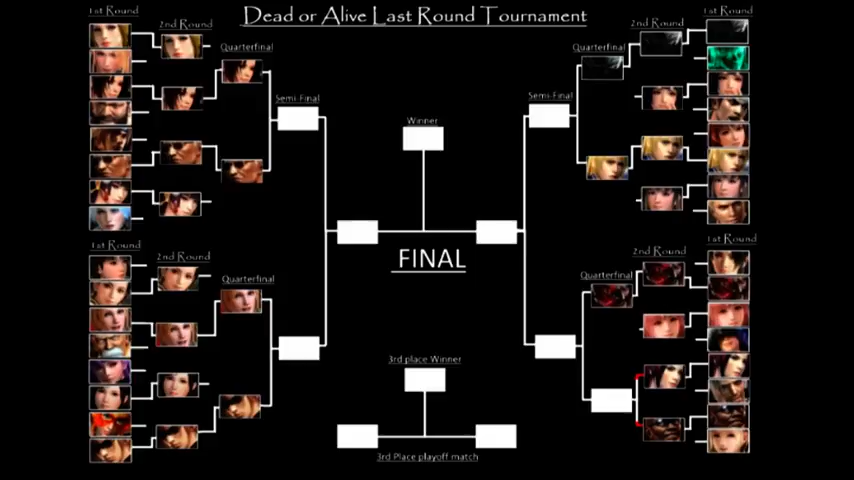 Dead or Alive Last Round Tournament
1st Round
2nd Round
Quarterfinal
Semi-Final
Winner
Semi-Final
Quarterfinal
2nd Round
1st Round
FINAL
1st Round
2nd Round
Quarterfinal
Quarterfinal
2nd Round
1st Round
3rd place Winner
3rd Place playoff match